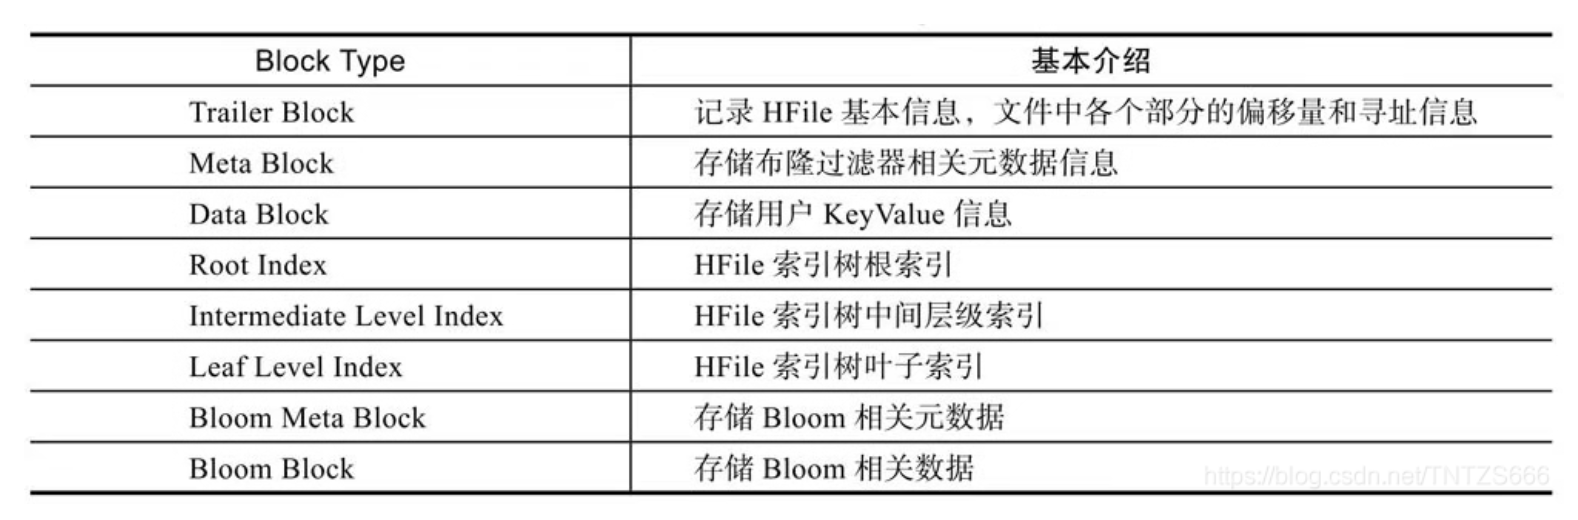 Block Type 基本介绍
Trailer Block 记录 HFile 基本信息，文件中各个部分的偏移量和寻址信息
Meta Block 存储布隆过滤器相关元数据信息
Data Block 存储用户 KeyValue 信息
Root Index HFile 索引树根索引
Intermediate Level Index HFile 索引树中间层级索引
Leaf Level Index HFile 索引树叶子索引
Bloom Meta Block 存储 Bloom 相关元数据
Bloom Block 存储 Bloom 相关数据
https://blog.csdn.net/TNTZS666